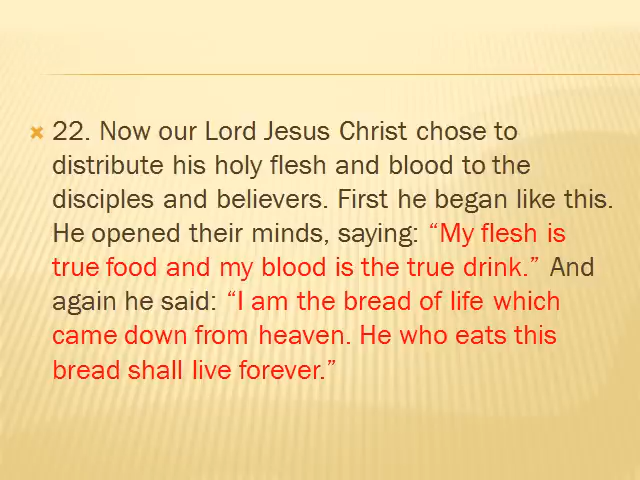 22. Now our Lord Jesus Christ chose to
distribute his holy flesh and blood to the
disciples and believers. First he began like this.
He opened their minds, saying: “My flesh is
true food and my blood is the true drink.” And
again he said: “I am the bread of life which
came down from heaven. He who eats this
bread shall live forever.”